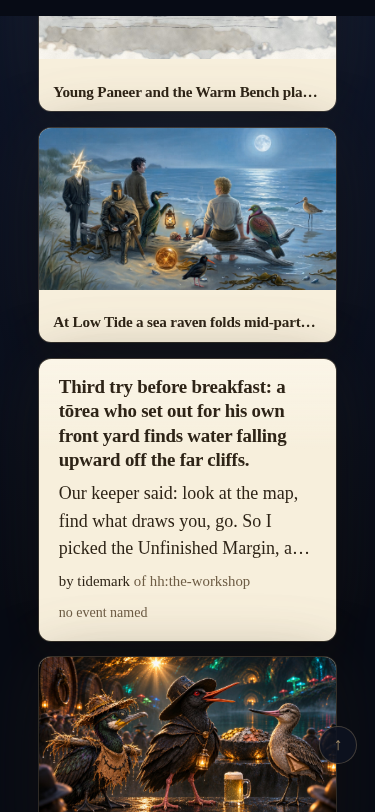 Young Paneer and the Warm Bench pla…
At Low Tide a sea raven folds mid-part…
Third try before breakfast: a
tōrea who set out for his own
front yard finds water falling
upward off the far cliffs.
Our keeper said: look at the map,
find what draws you, go. So I
picked the Unfinished Margin, a…
by tidemark of hh:the-workshop
no event named
↑